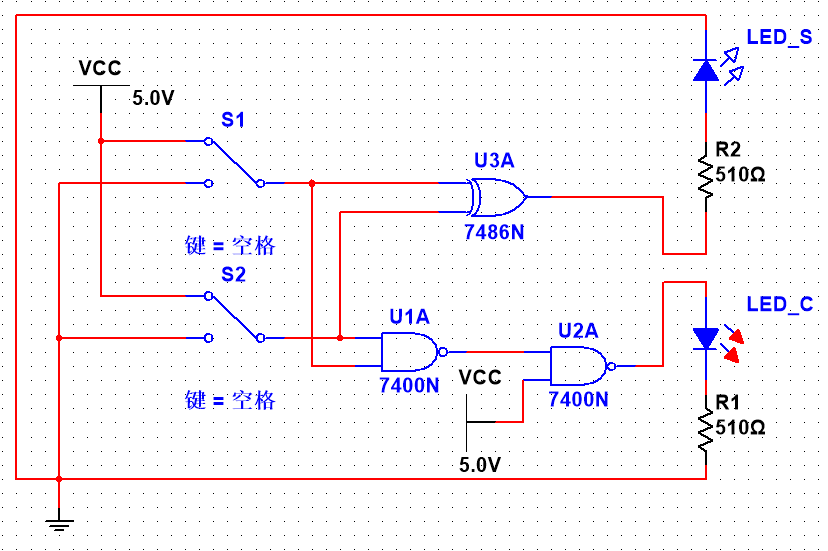 LED_S
VCC
5.0V
S1
R2
510Ω
U3A
7486N
键 = 空格
S2
LED_C
U1A
U2A
VCC
7400N
7400N
键 = 空格
R1
510Ω
5.0V